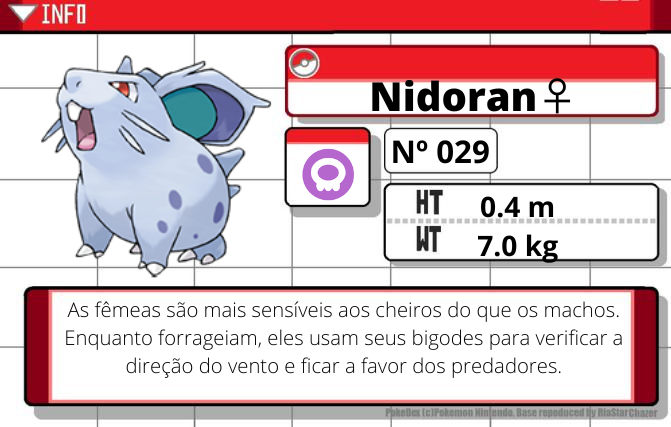 INFO
Nidoran♀
Nº 029
HT 0.4 m
WT 7.0 kg
As fêmeas são mais sensíveis aos cheiros do que os machos.
Enquanto forrageiam, eles usam seus bigodes para verificar a
direção do vento e ficar a favor dos predadores.
PokeDex (c)Pokemon Nintendo. Base reproduced by RiaStarChazer